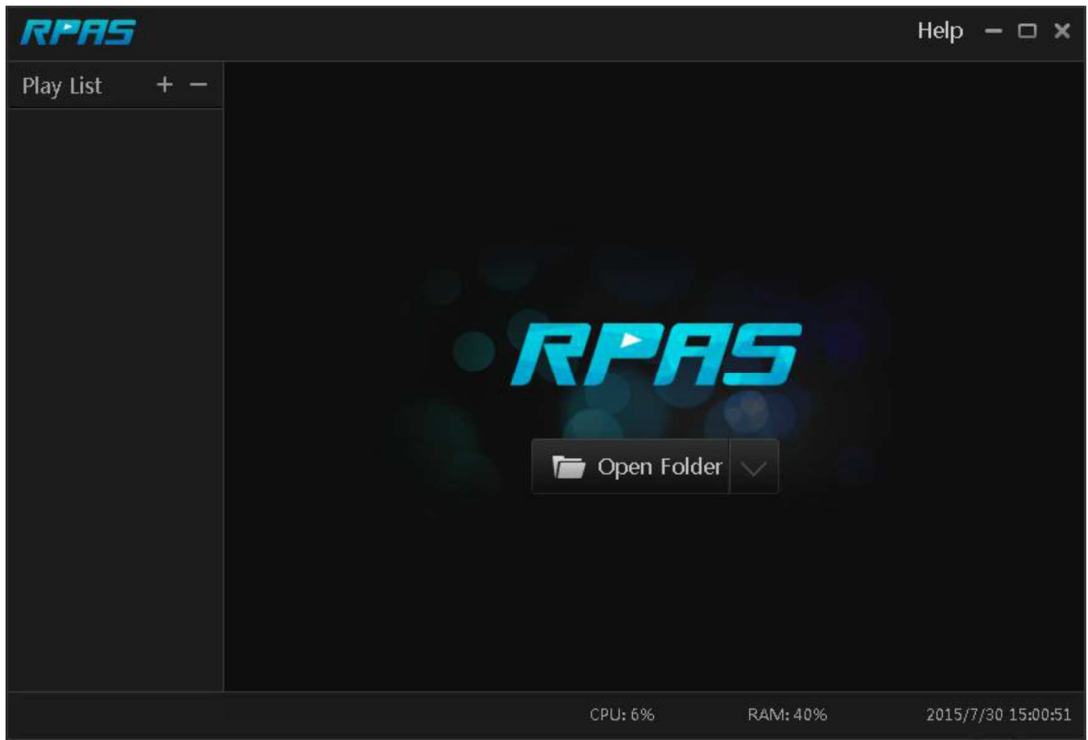 RPAS
Help
Play List + −
RPAS
Open Folder
CPU: 6% RAM: 40% 2015/7/30 15:00:51